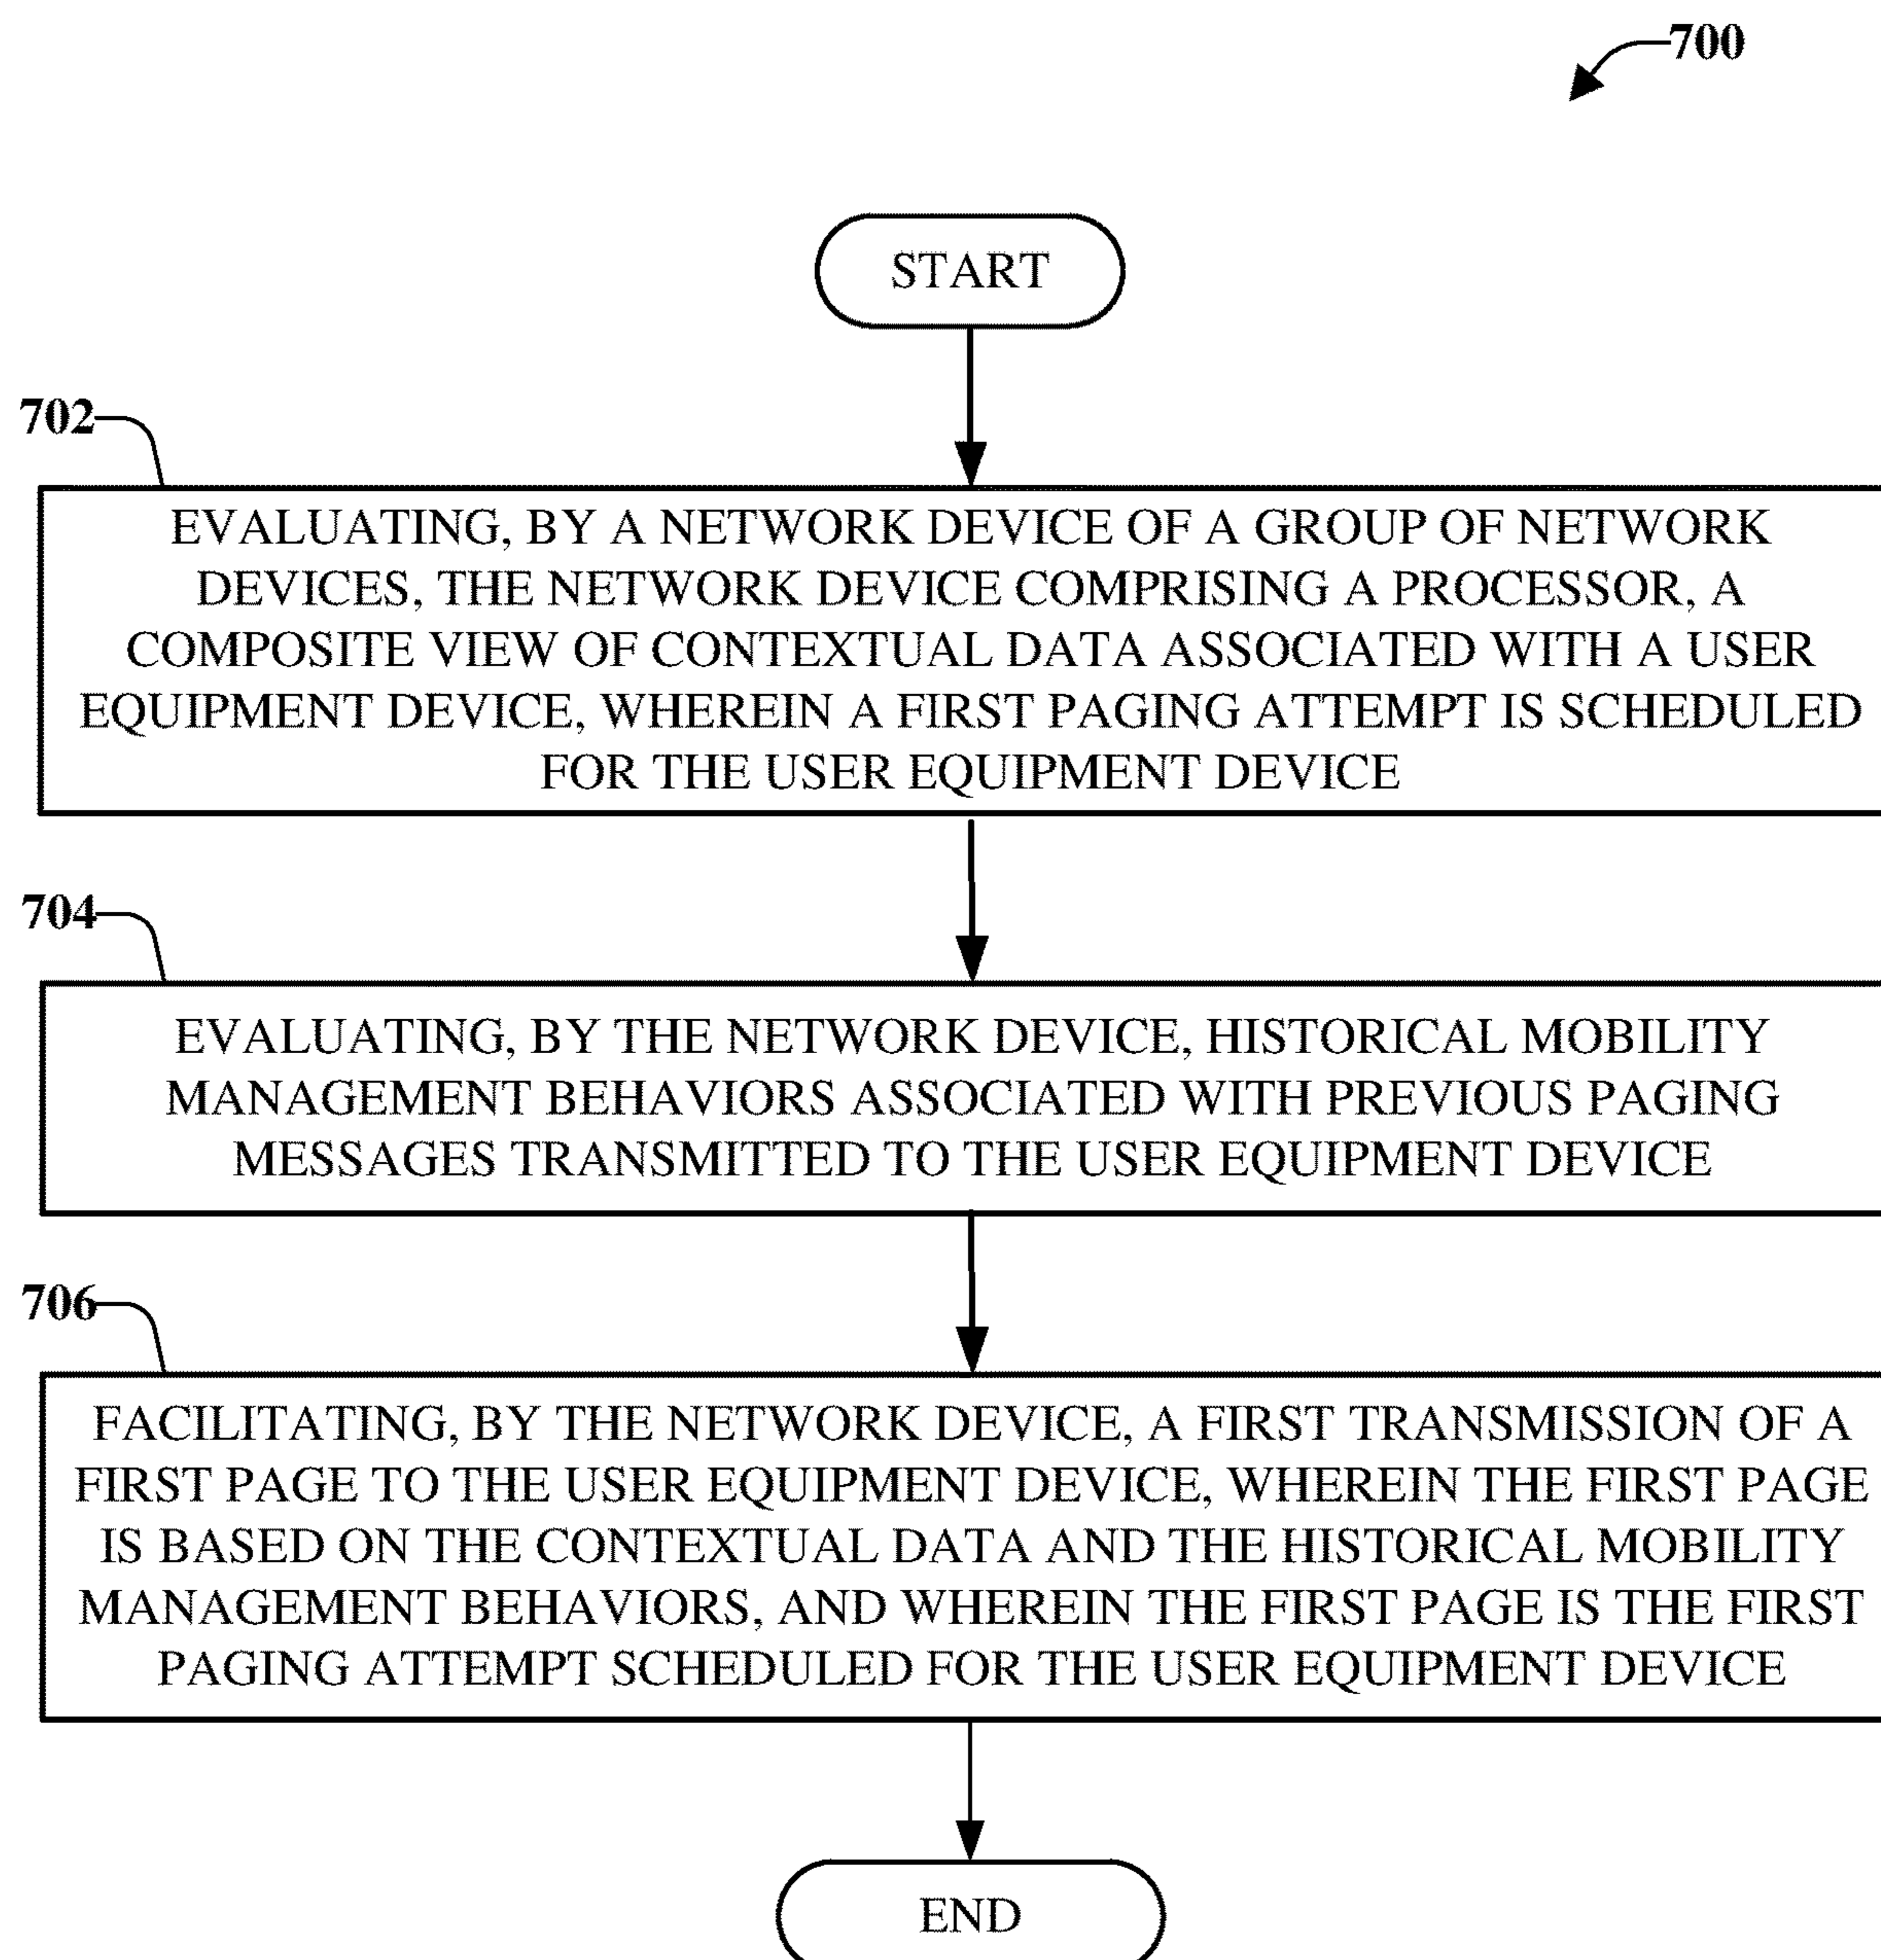 700
START
702
EVALUATING, BY A NETWORK DEVICE OF A GROUP OF NETWORK
DEVICES, THE NETWORK DEVICE COMPRISING A PROCESSOR, A
COMPOSITE VIEW OF CONTEXTUAL DATA ASSOCIATED WITH A USER
EQUIPMENT DEVICE, WHEREIN A FIRST PAGING ATTEMPT IS SCHEDULED
FOR THE USER EQUIPMENT DEVICE
704
EVALUATING, BY THE NETWORK DEVICE, HISTORICAL MOBILITY
MANAGEMENT BEHAVIORS ASSOCIATED WITH PREVIOUS PAGING
MESSAGES TRANSMITTED TO THE USER EQUIPMENT DEVICE
706
FACILITATING, BY THE NETWORK DEVICE, A FIRST TRANSMISSION OF A
FIRST PAGE TO THE USER EQUIPMENT DEVICE, WHEREIN THE FIRST PAGE
IS BASED ON THE CONTEXTUAL DATA AND THE HISTORICAL MOBILITY
MANAGEMENT BEHAVIORS, AND WHEREIN THE FIRST PAGE IS THE FIRST
PAGING ATTEMPT SCHEDULED FOR THE USER EQUIPMENT DEVICE
END